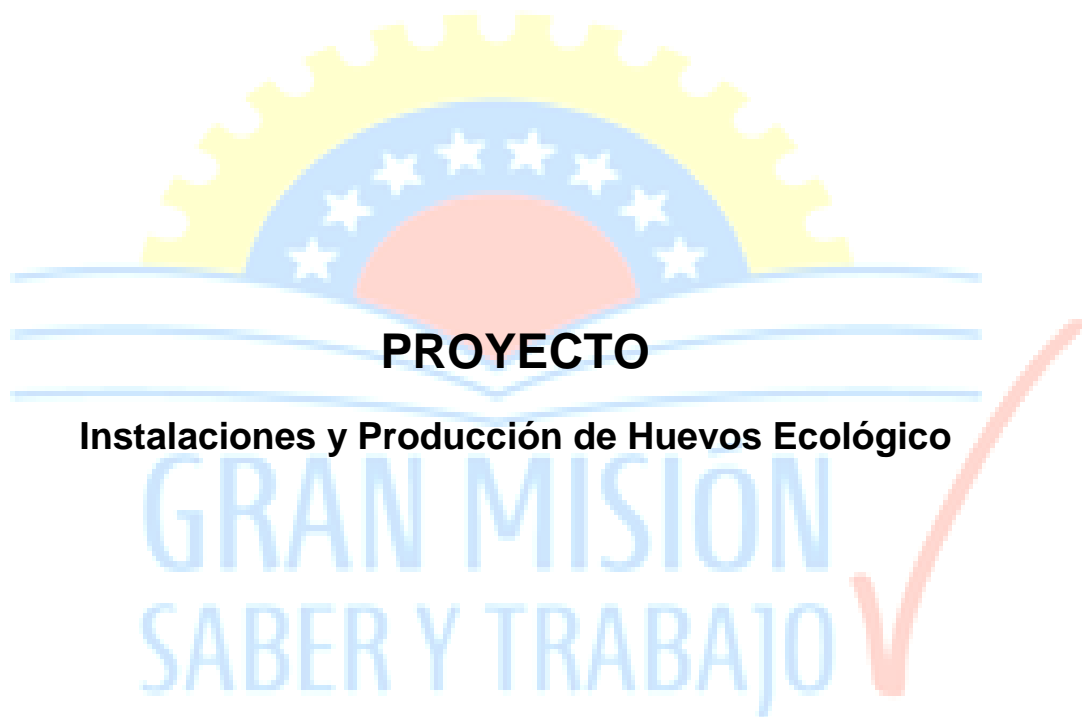 PROYECTO
Instalaciones y Producción de Huevos Ecológico
GRAN MISIÓN
SABER Y TRABAJO